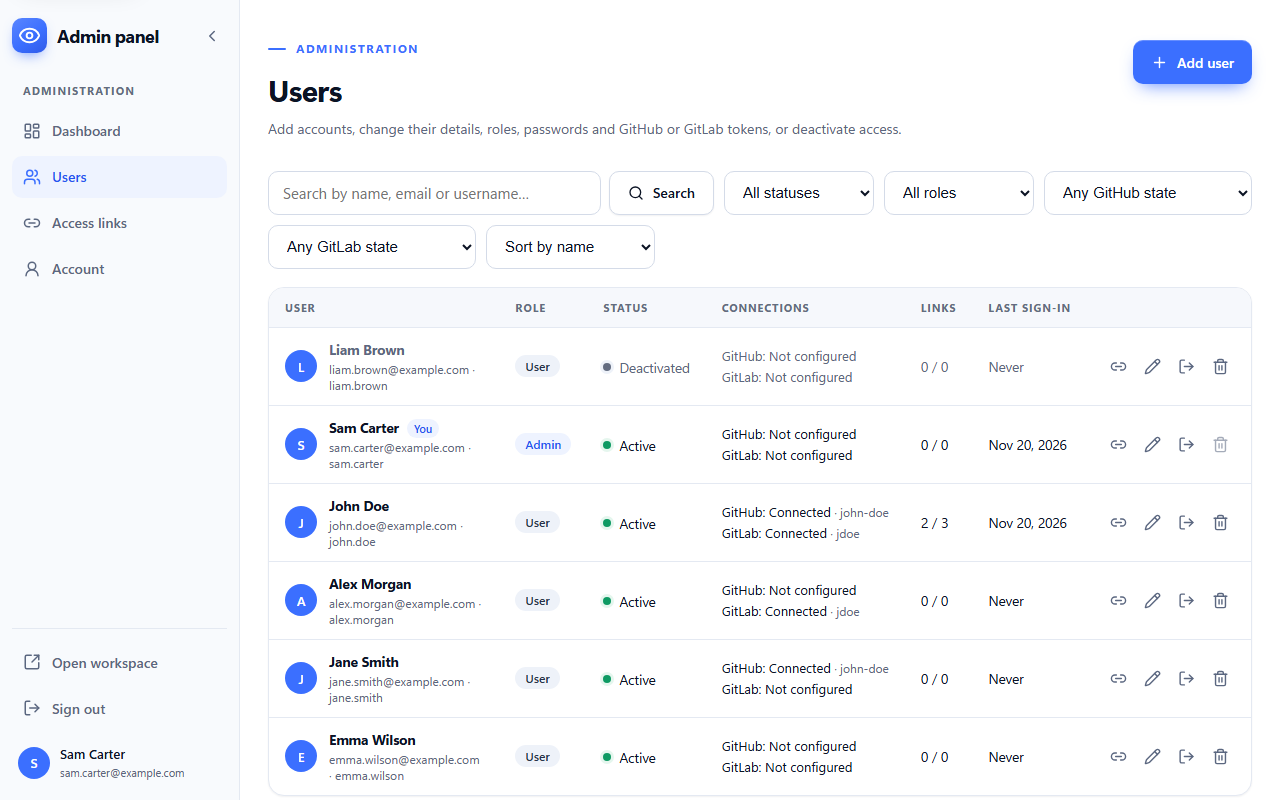 Admin panel
ADMINISTRATION
Dashboard
Users
Access links
Account
Open workspace
Sign out
S
Sam Carter
sam.carter@example.com
ADMINISTRATION
Users
Add accounts, change their details, roles, passwords and GitHub or GitLab tokens, or deactivate access.
Add user
Search by name, email or username...
Search
All statuses
All roles
Any GitHub state
Any GitLab state
Sort by name
USER ROLE STATUS CONNECTIONS LINKS LAST SIGN-IN
L
Liam Brown
liam.brown@example.com ·
liam.brown
User
Deactivated
GitHub: Not configured
GitLab: Not configured
0 / 0
Never
S
Sam Carter You
sam.carter@example.com ·
sam.carter
Admin
Active
GitHub: Not configured
GitLab: Not configured
0 / 0
Nov 20, 2026
J
John Doe
john.doe@example.com ·
john.doe
User
Active
GitHub: Connected · john-doe
GitLab: Connected · jdoe
2 / 3
Nov 20, 2026
A
Alex Morgan
alex.morgan@example.com ·
alex.morgan
User
Active
GitHub: Not configured
GitLab: Connected · jdoe
0 / 0
Never
J
Jane Smith
jane.smith@example.com ·
jane.smith
User
Active
GitHub: Connected · john-doe
GitLab: Not configured
0 / 0
Never
E
Emma Wilson
emma.wilson@example.com
· emma.wilson
User
Active
GitHub: Not configured
GitLab: Not configured
0 / 0
Never